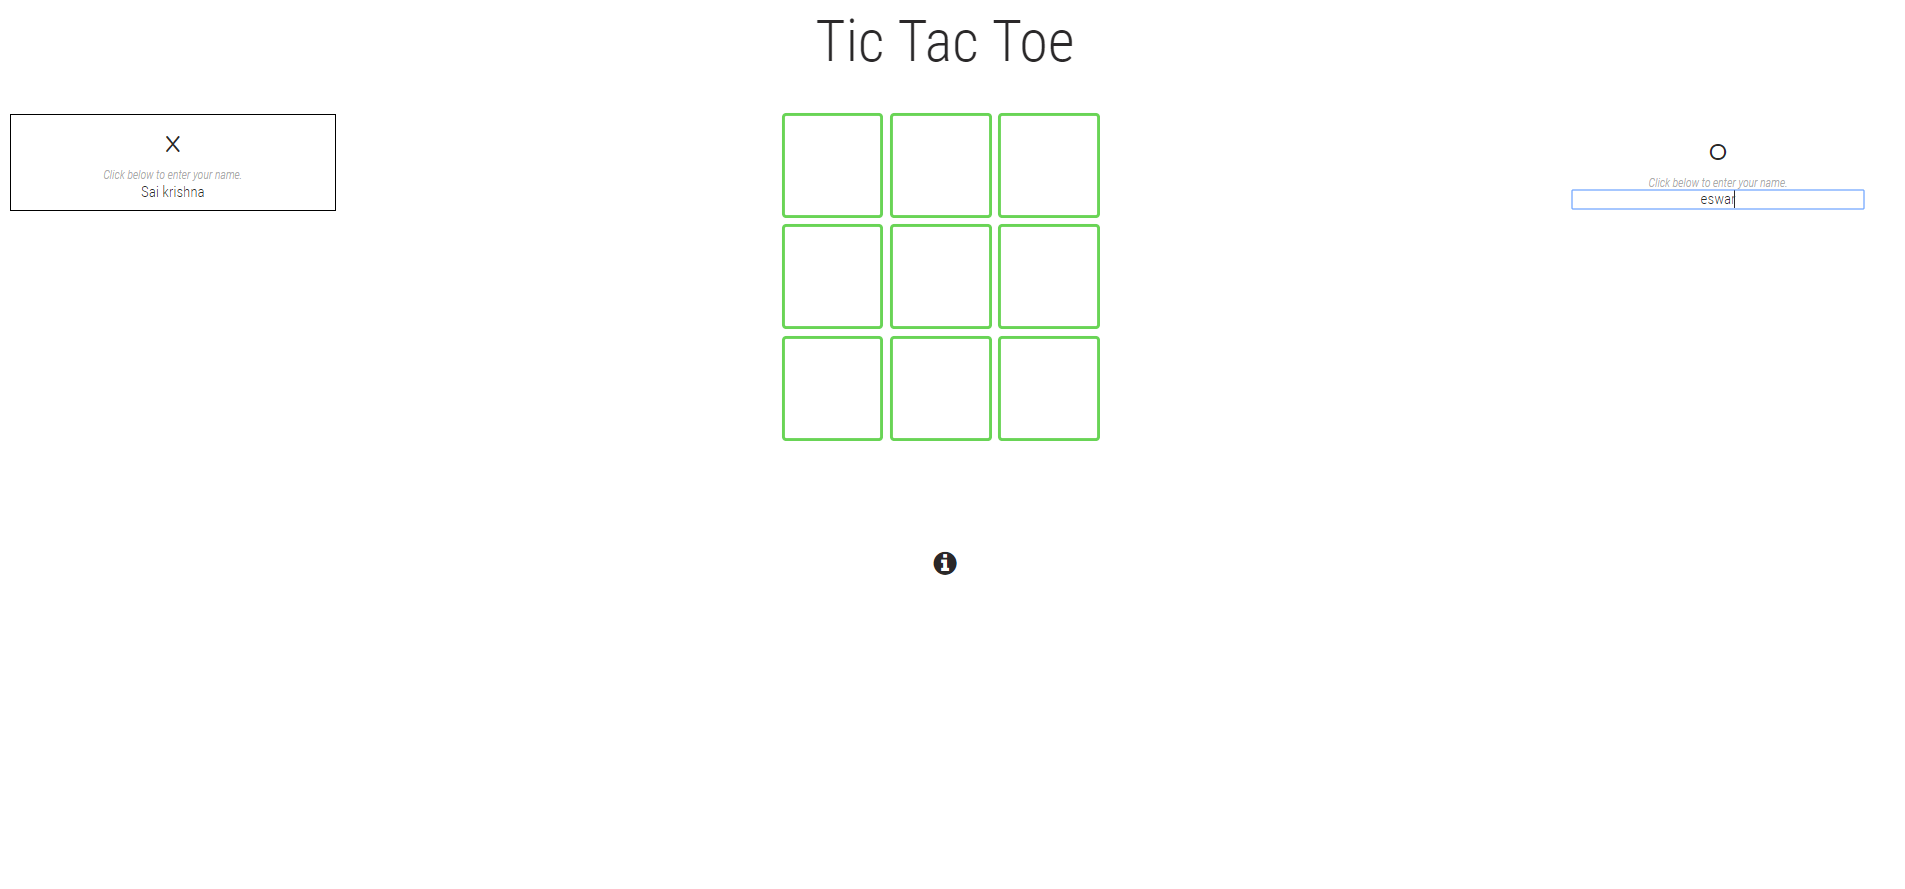 Tic Tac Toe
X
Click below to enter your name.
Sai krishna
O
Click below to enter your name.
eswar